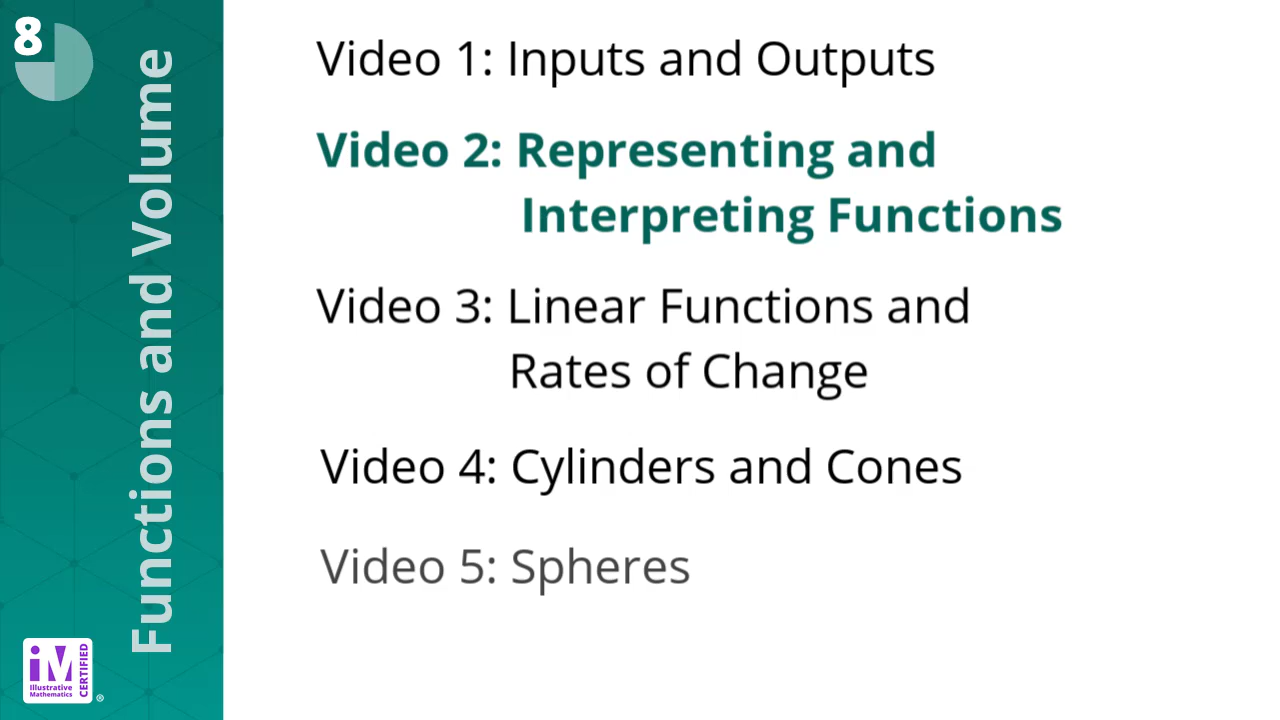 8
Functions and Volume
Video 1: Inputs and Outputs
Video 2: Representing and
Interpreting Functions
Video 3: Linear Functions and
Rates of Change
Video 4: Cylinders and Cones
Video 5: Spheres
iM
Illustrative
Mathematics
CERTIFIED
®